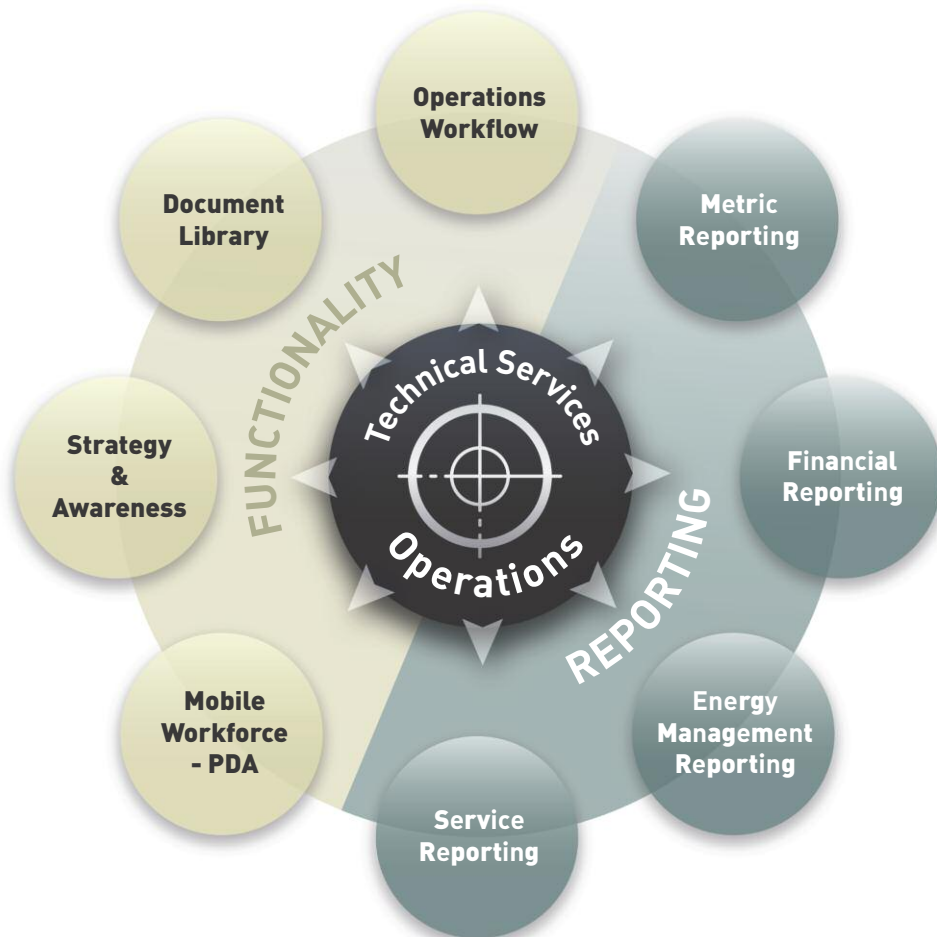 Operations
Workflow
Document
Library
Metric
Reporting
FUNCTIONALITY
Technical Services
Operations
Strategy
&
Awareness
Financial
Reporting
REPORTING
Mobile
Workforce
- PDA
Energy
Management
Reporting
Service
Reporting